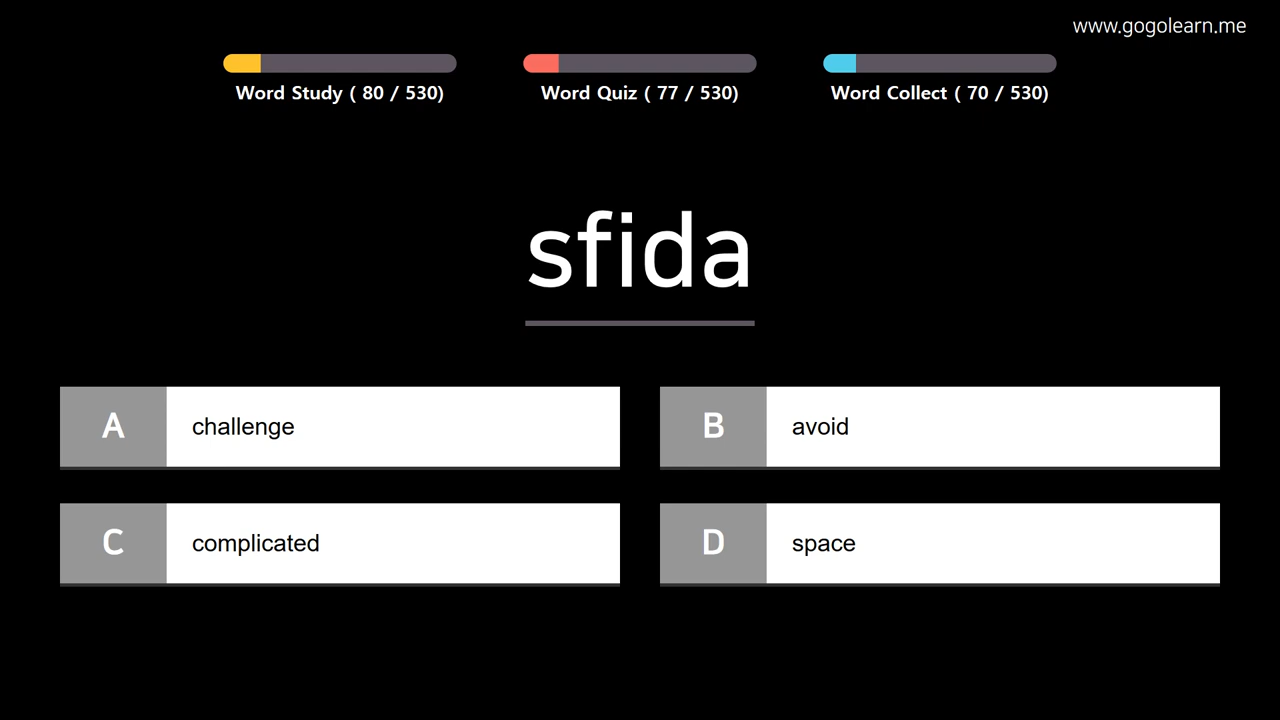 www.gogolearn.me
Word Study ( 80 / 530)
Word Quiz ( 77 / 530)
Word Collect ( 70 / 530)
sfida
A challenge
B avoid
C complicated
D space